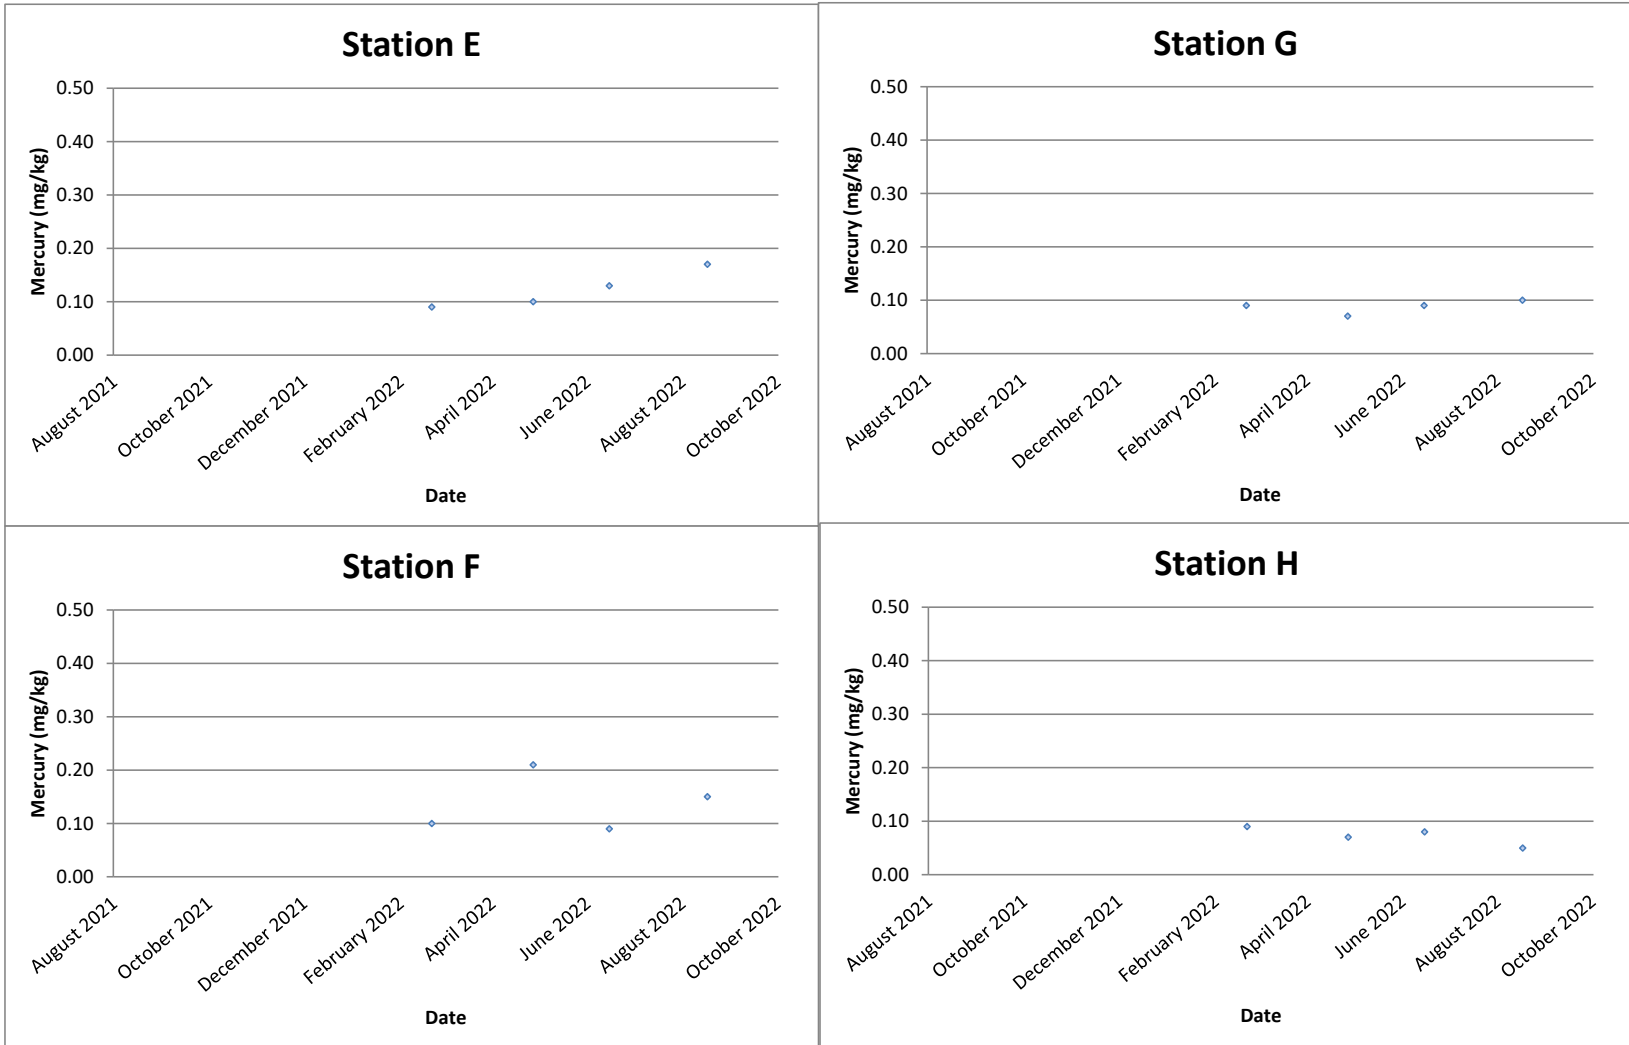 Station E
0.50
0.40
0.30
0.20
0.10
0.00
Mercury (mg/kg)
August 2021
October 2021
December 2021
February 2022
April 2022
June 2022
August 2022
October 2022
Date
Station G
0.50
0.40
0.30
0.20
0.10
0.00
Mercury (mg/kg)
August 2021
October 2021
December 2021
February 2022
April 2022
June 2022
August 2022
October 2022
Date
Station F
0.50
0.40
0.30
0.20
0.10
0.00
Mercury (mg/kg)
August 2021
October 2021
December 2021
February 2022
April 2022
June 2022
August 2022
October 2022
Date
Station H
0.50
0.40
0.30
0.20
0.10
0.00
Mercury (mg/kg)
August 2021
October 2021
December 2021
February 2022
April 2022
June 2022
August 2022
October 2022
Date